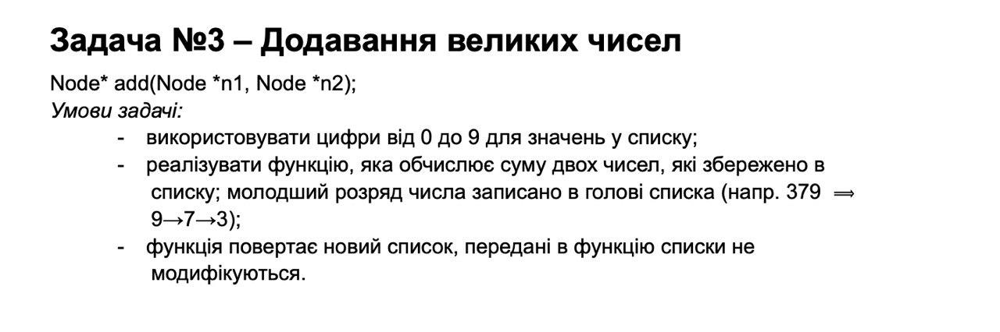 Задача №3 – Додавання великих чисел
Node* add(Node *n1, Node *n2);
Умови задачі:
- використовувати цифри від 0 до 9 для значень у списку;
- реалізувати функцію, яка обчислює суму двох чисел, які збережено в
списку; молодший розряд числа записано в голові списка (напр. 379 ⟹
9→7→3);
- функція повертає новий список, передані в функцію списки не
модифікуються.